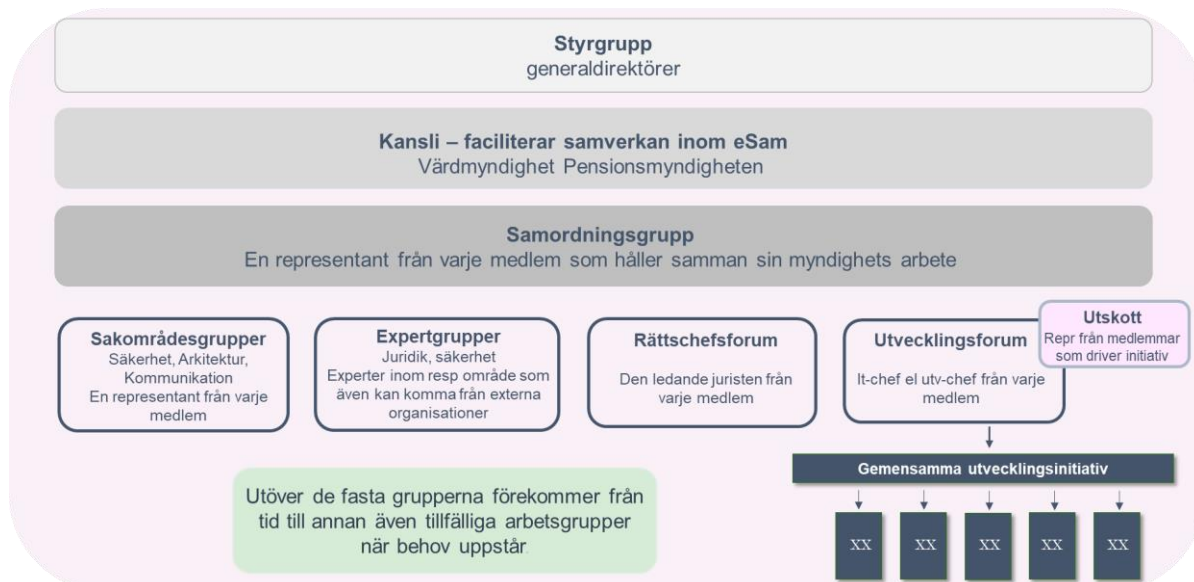 Styrgrupp
generaldirektörer
Kansli – faciliterar samverkan inom eSam
Värdmyndighet Pensionsmyndigheten
Samordningsgrupp
En representant från varje medlem som håller samman sin myndighets arbete
Sakområdesgrupper
Säkerhet, Arkitektur,
Kommunikation
En representant från varje
medlem
Expertgrupper
Juridik, säkerhet
Experter inom resp område som
även kan komma från externa
organisationer
Rättschefsforum
Den ledande juristen från
varje medlem
Utvecklingsforum
It-chef el utv-chef från varje
medlem
Utskott
Repr från medlemmar
som driver initiativ
Gemensamma utvecklingsinitiativ
XX
XX
XX
XX
XX
Utöver de fasta grupperna förekommer från
tid till annan även tillfälliga arbetsgrupper
när behov uppstår